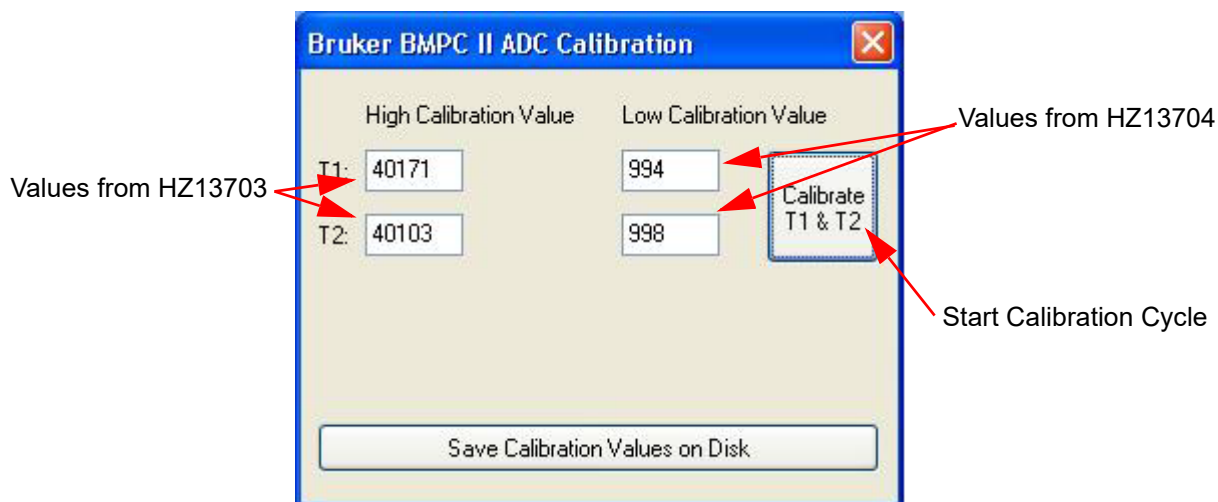 Bruker BMPC II ADC Calibration
High Calibration Value Low Calibration Value
Values from HZ13704
T1: 40171 994
Values from HZ13703
Calibrate
T1 & T2
T2: 40103 998
Start Calibration Cycle
Save Calibration Values on Disk